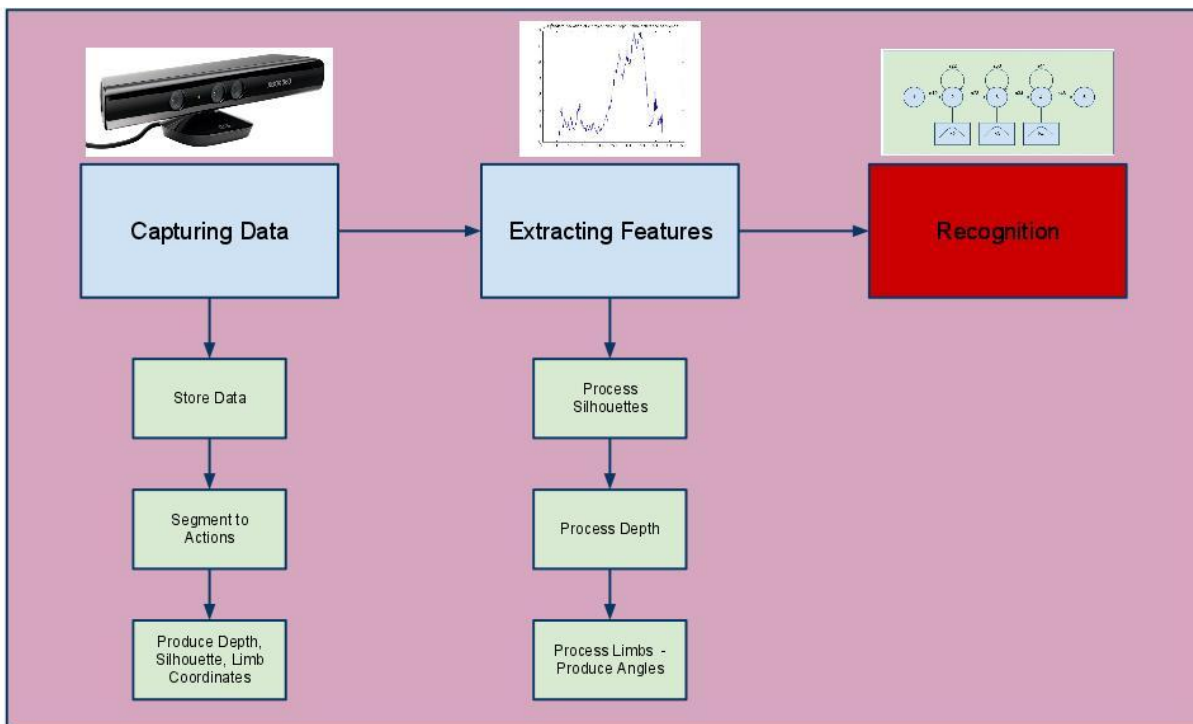 Capturing Data
Extracting Features
Recognition
Store Data
Process
Silhouettes
Segment to
Actions
Process Depth
Produce Depth,
Silhouette, Limb
Coordinates
Process Limbs -
Produce Angles